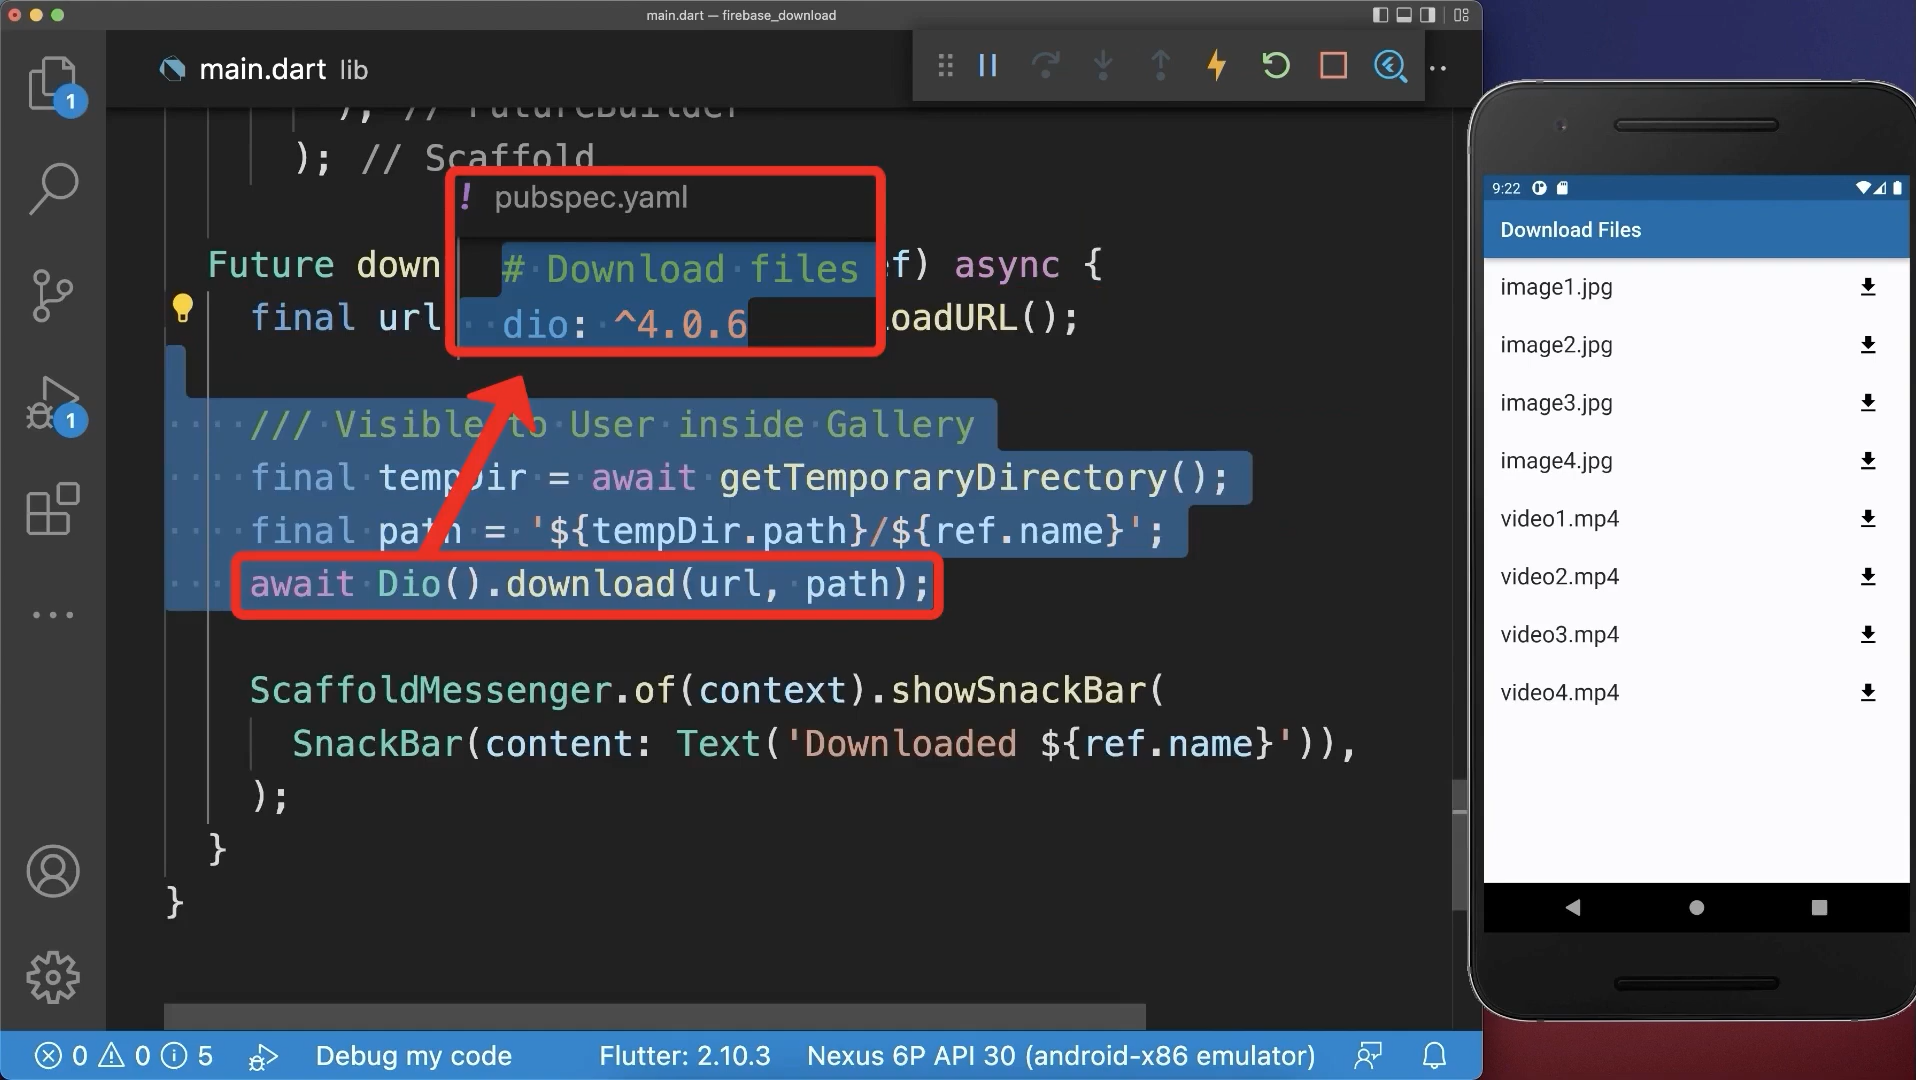 main.dart — firebase_download
main.dart lib
1
); // FutureBuilder
); // Scaffold
! pubspec.yaml
# Download files
dio: ^4.0.6
Future down f) async {
final url loadURL();
/// Visible to User inside Gallery
final tempDir = await getTemporaryDirectory();
final path = '${tempDir.path}/${ref.name}';
await Dio().download(url, path);
1
ScaffoldMessenger.of(context).showSnackBar(
SnackBar(content: Text('Downloaded ${ref.name}')),
);
}
}
0 0 5 Debug my code Flutter: 2.10.3 Nexus 6P API 30 (android-x86 emulator)
9:22
Download Files
image1.jpg
image2.jpg
image3.jpg
image4.jpg
video1.mp4
video2.mp4
video3.mp4
video4.mp4